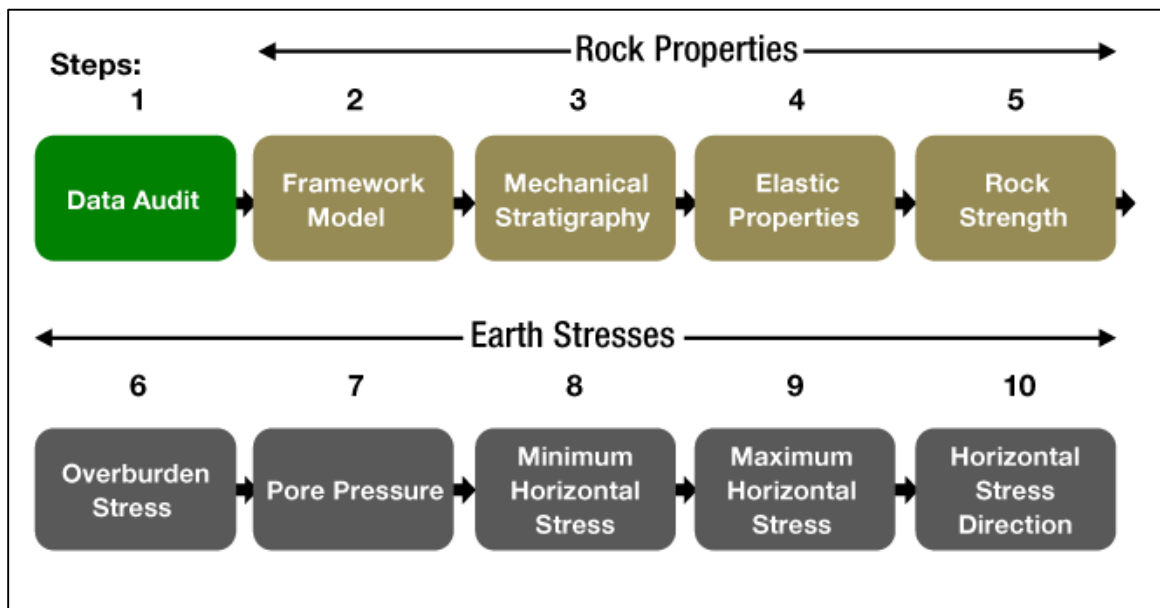 Rock Properties
Steps:
1 2 3 4 5
Data Audit
Framework
Model
Mechanical
Stratigraphy
Elastic
Properties
Rock
Strength
Earth Stresses
6 7 8 9 10
Overburden
Stress
Pore Pressure
Minimum
Horizontal
Stress
Maximum
Horizontal
Stress
Horizontal
Stress
Direction